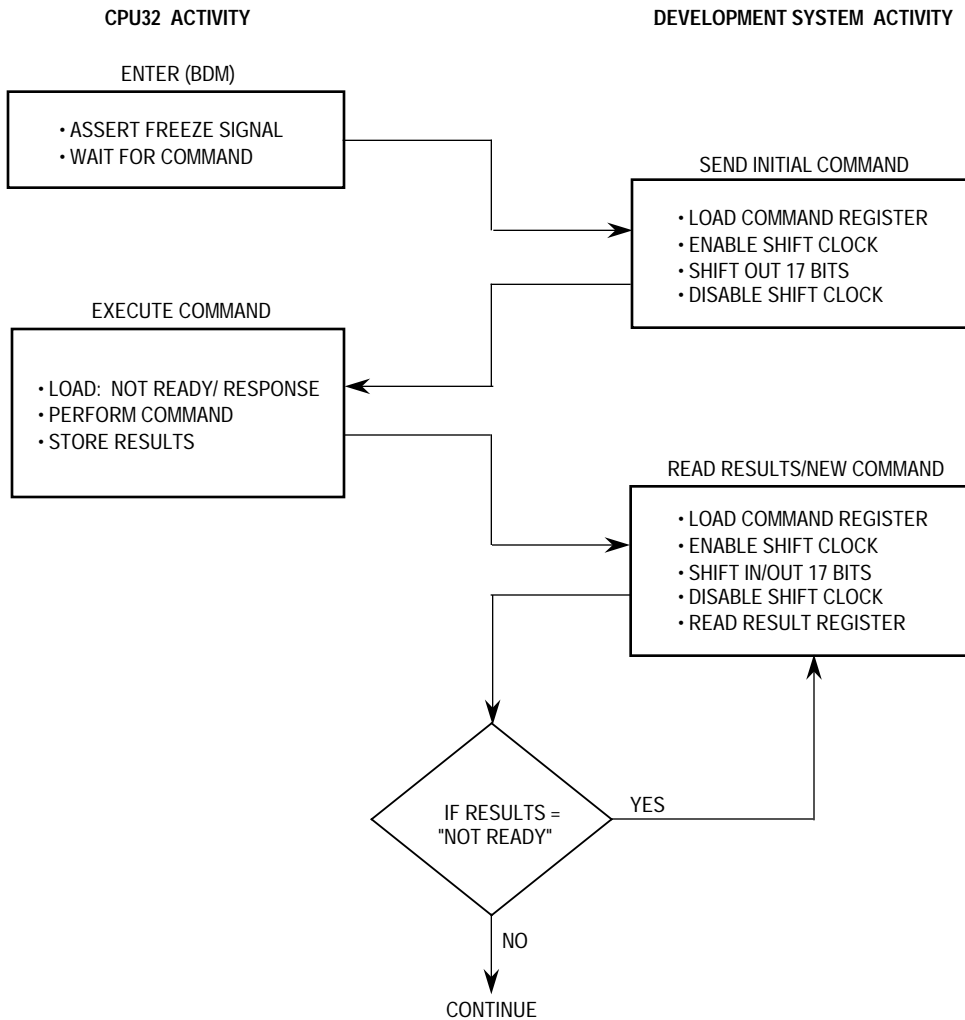 CPU32 ACTIVITY
DEVELOPMENT SYSTEM ACTIVITY
ENTER (BDM)
• ASSERT FREEZE SIGNAL
• WAIT FOR COMMAND
SEND INITIAL COMMAND
• LOAD COMMAND REGISTER
• ENABLE SHIFT CLOCK
• SHIFT OUT 17 BITS
• DISABLE SHIFT CLOCK
EXECUTE COMMAND
• LOAD: NOT READY/ RESPONSE
• PERFORM COMMAND
• STORE RESULTS
READ RESULTS/NEW COMMAND
• LOAD COMMAND REGISTER
• ENABLE SHIFT CLOCK
• SHIFT IN/OUT 17 BITS
• DISABLE SHIFT CLOCK
• READ RESULT REGISTER
IF RESULTS =
"NOT READY"
YES
NO
CONTINUE